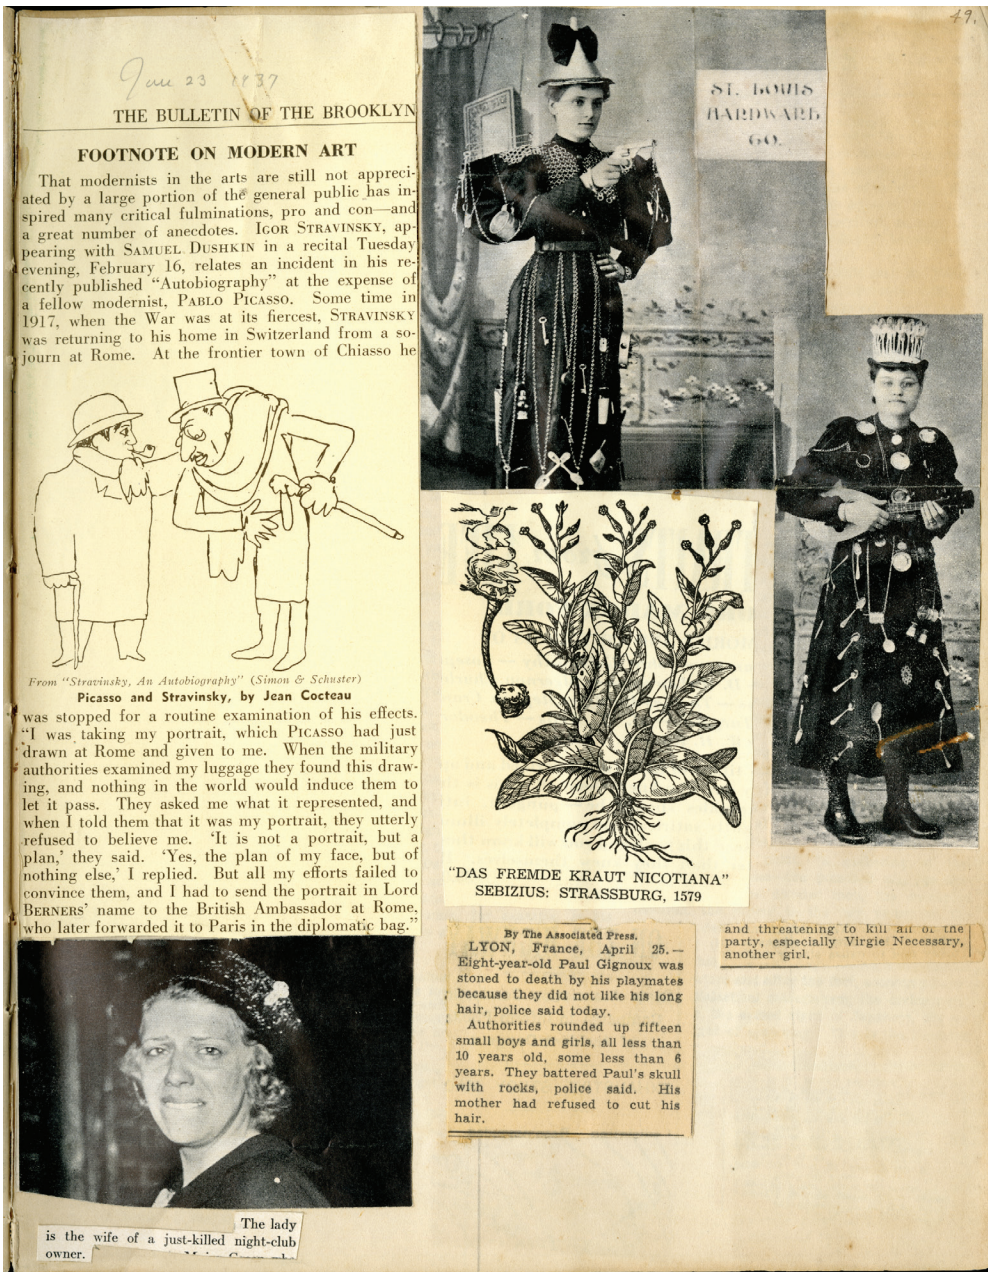 49.
June 23 1937
THE BULLETIN OF THE BROOKLYN
FOOTNOTE ON MODERN ART
That modernists in the arts are still not appreci-
ated by a large portion of the general public has in-
spired many critical fulminations, pro and con—and
a great number of anecdotes. IGOR STRAVINSKY, ap-
pearing with SAMUEL DUSHKIN in a recital Tuesday
evening, February 16, relates an incident in his re-
cently published "Autobiography" at the expense of
a fellow modernist, PABLO PICASSO. Some time in
1917, when the War was at its fiercest, STRAVINSKY
was returning to his home in Switzerland from a so-
journ at Rome. At the frontier town of Chiasso he
From "Stravinsky, An Autobiography" (Simon & Schuster)
Picasso and Stravinsky, by Jean Cocteau
was stopped for a routine examination of his effects.
"I was taking my portrait, which PICASSO had just
drawn at Rome and given to me. When the military
authorities examined my luggage they found this draw-
ing, and nothing in the world would induce them to
let it pass. They asked me what it represented, and
when I told them that it was my portrait, they utterly
refused to believe me. 'It is not a portrait, but a
plan,' they said. 'Yes, the plan of my face, but of
nothing else,' I replied. But all my efforts failed to
convince them, and I had to send the portrait in Lord
BERNERS' name to the British Ambassador at Rome,
who later forwarded it to Paris in the diplomatic bag."
The lady
is the wife of a just-killed night-club
owner.
ST. LOUIS
HARDWARE
CO.
"DAS FREMDE KRAUT NICOTIANA"
SEBIZIUS: STRASSBURG, 1579
By The Associated Press.
LYON, France, April 25.—
Eight-year-old Paul Gignoux was
stoned to death by his playmates
because they did not like his long
hair, police said today.
Authorities rounded up fifteen
small boys and girls, all less than
10 years old, some less than 6
years. They battered Paul's skull
with rocks, police said. His
mother had refused to cut his
hair.
and threatening to kill all of the
party, especially Virgie Necessary,
another girl.